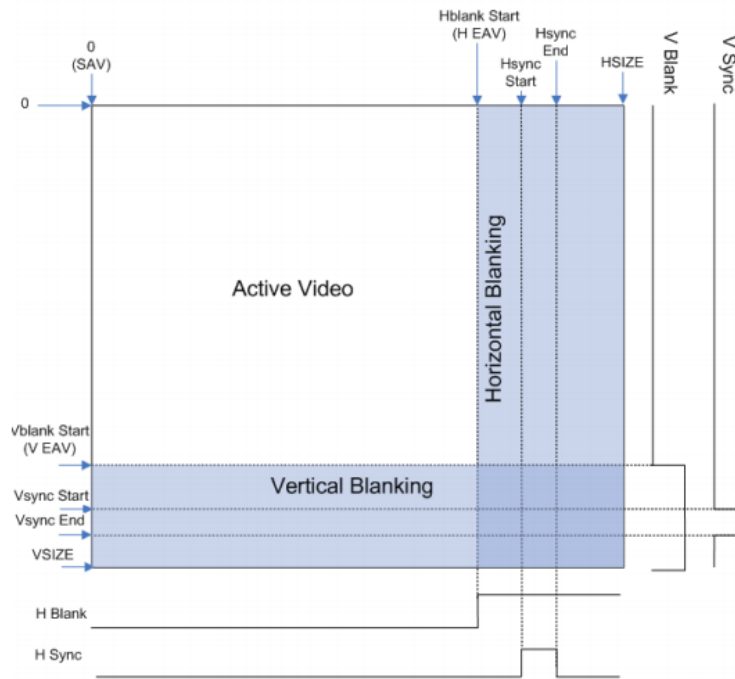 0
(SAV)
Hblank Start
(H EAV)
Hsync
End
Hsync
Start
HSIZE
V Blank
V Sync
0
Active Video
Horizontal Blanking
Vblank Start
(V EAV)
Vertical Blanking
Vsync Start
Vsync End
VSIZE
H Blank
H Sync